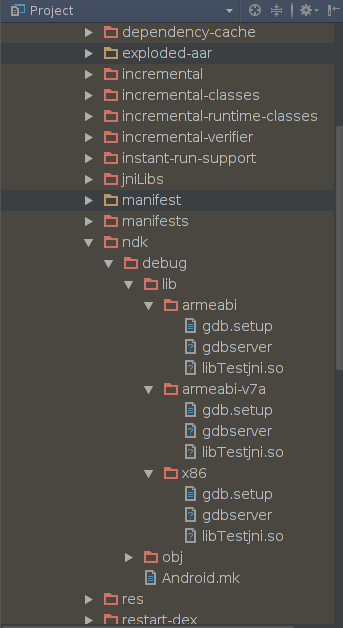 Project
dependency-cache
exploded-aar
incremental
incremental-classes
incremental-runtime-classes
incremental-verifier
instant-run-support
jniLibs
manifest
manifests
ndk
debug
lib
armeabi
gdb.setup
gdbserver
libTestjni.so
armeabi-v7a
gdb.setup
gdbserver
libTestjni.so
x86
gdb.setup
gdbserver
libTestjni.so
obj
Android.mk
res
restart-dex